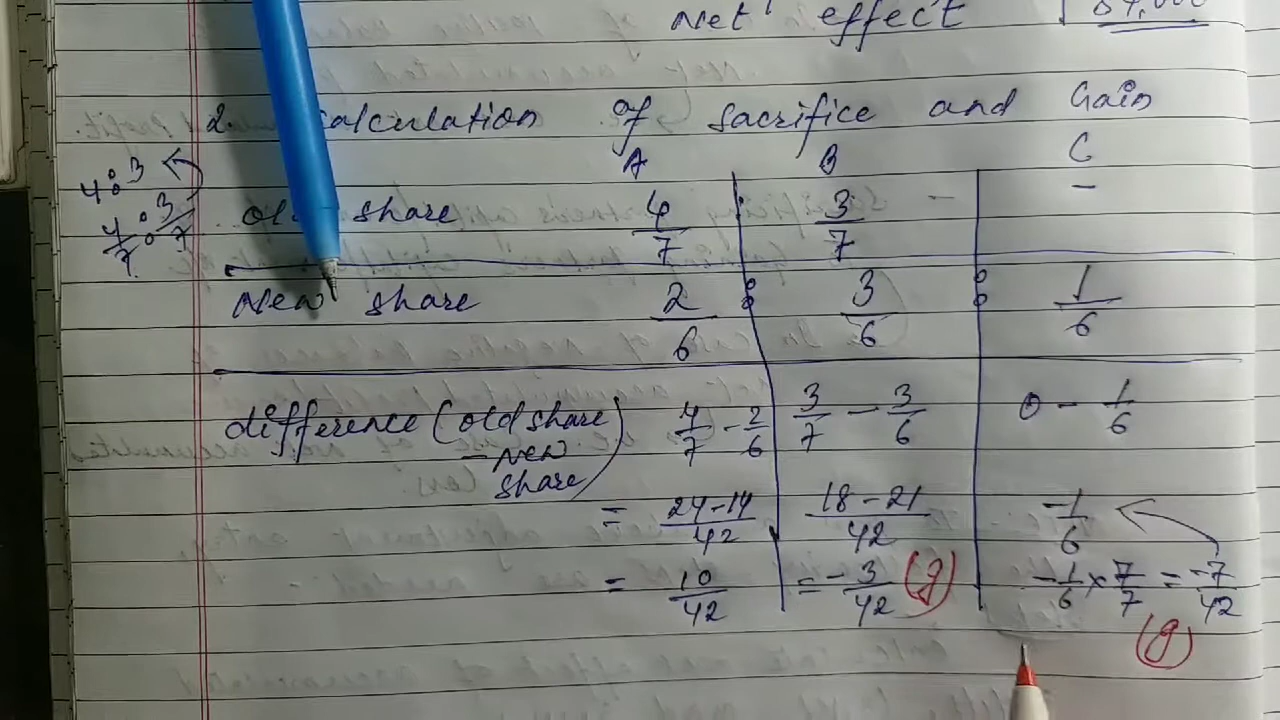 Net effect
2. Calculation of Sacrifice and Gain
A B C
4:3
4/7 : 3/7
old share 4/7 : 3/7 - -
New share 2/6 : 3/6 : 1/6
difference (old share - New share) 4/7 - 2/6 3/7 - 3/6 0 - 1/6
= 24-14/42 18-21/42 -1/6
= 10/42 = -3/42 (g) -1/6 × 7/7 = -7/42
(g)